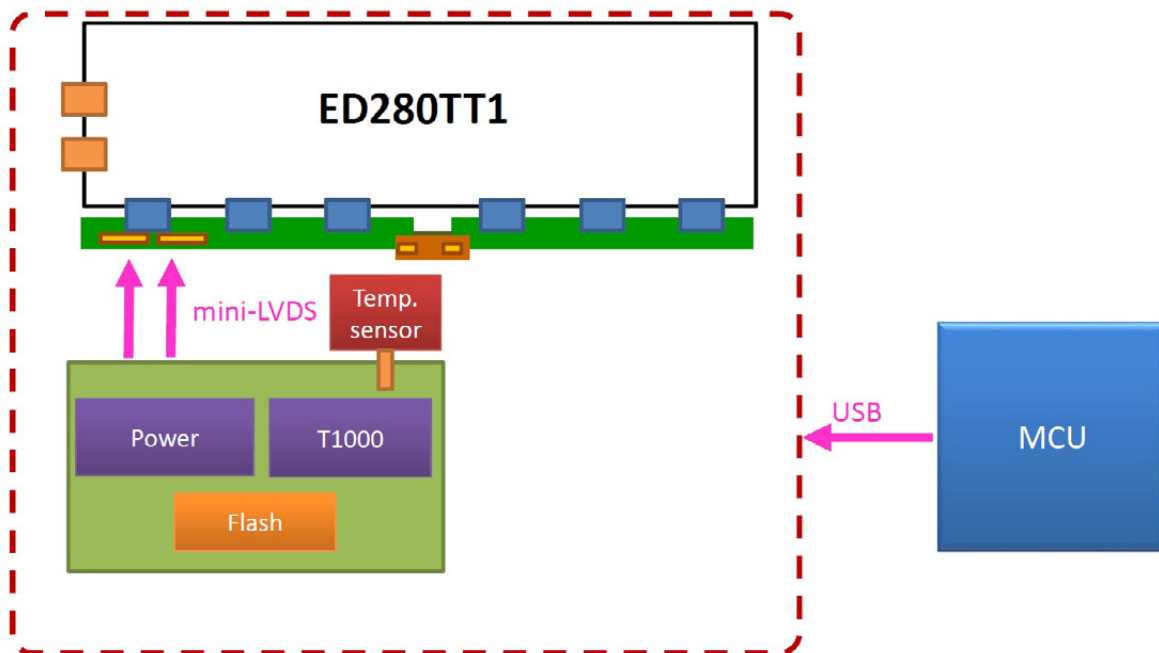 ED280TT1
mini-LVDS
Temp.
sensor
Power
T1000
Flash
USB
MCU